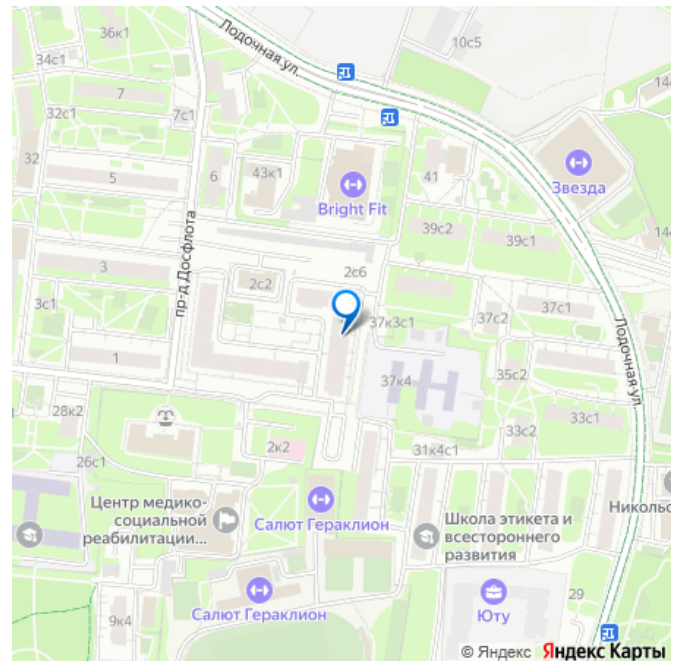 36к1
Лодочная ул.
10с5
34с1
7
14
32с1
7с1
32
5
6
43к1
Bright Fit
41
Звезда
39с2
39с1
14
пр-д Досфлота
3
2с2
2с6
3с1
37к3с1
37с2
37с1
Лодочная ул.
1
37к4
35с2
28к2
33с2
33с1
2к2
31к4с1
26с1
Центр медико-
социальной
реабилитации...
Салют Гераклион
Школа этикета и
всестороннего
развития
Никольс
Салют Гераклион
Юту
29
9к4
© Яндекс Яндекс Карты